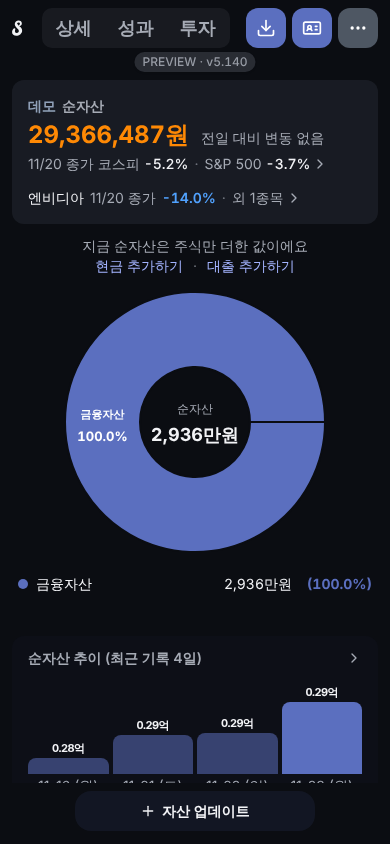 상세 성과 투자
PREVIEW · v5.140
데모 순자산
29,366,487원 전일 대비 변동 없음
11/20 종가 코스피 -5.2% · S&P 500 -3.7% >
엔비디아 11/20 종가 -14.0% · 외 1종목 >
지금 순자산은 주식만 더한 값이에요
현금 추가하기 · 대출 추가하기
금융자산
100.0%
순자산
2,936만원
금융자산 2,936만원 (100.0%)
순자산 추이 (최근 기록 4일) >
0.28억 0.29억 0.29억 0.29억
+ 자산 업데이트